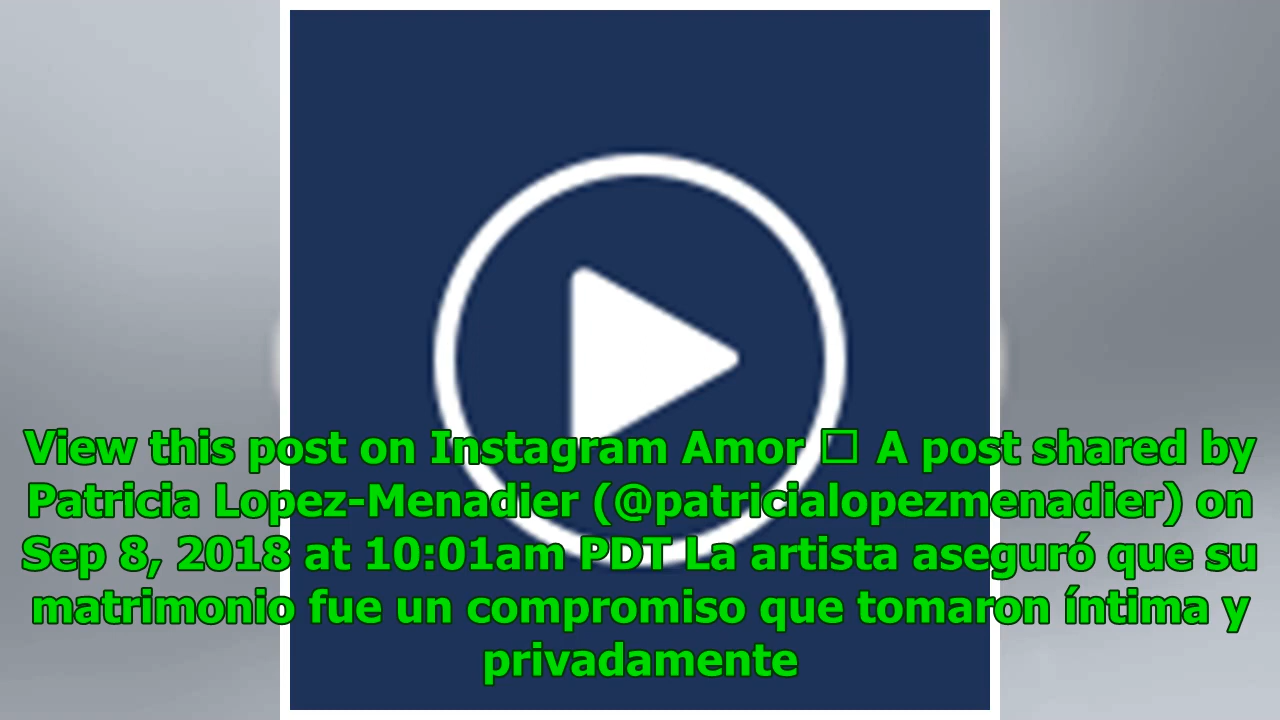 View this post on Instagram Amor □ A post shared by
Patricia Lopez-Menadier (@patricialopezmenadier) on
Sep 8, 2018 at 10:01am PDT La artista aseguró que su
matrimonio fue un compromiso que tomaron íntima y
privadamente